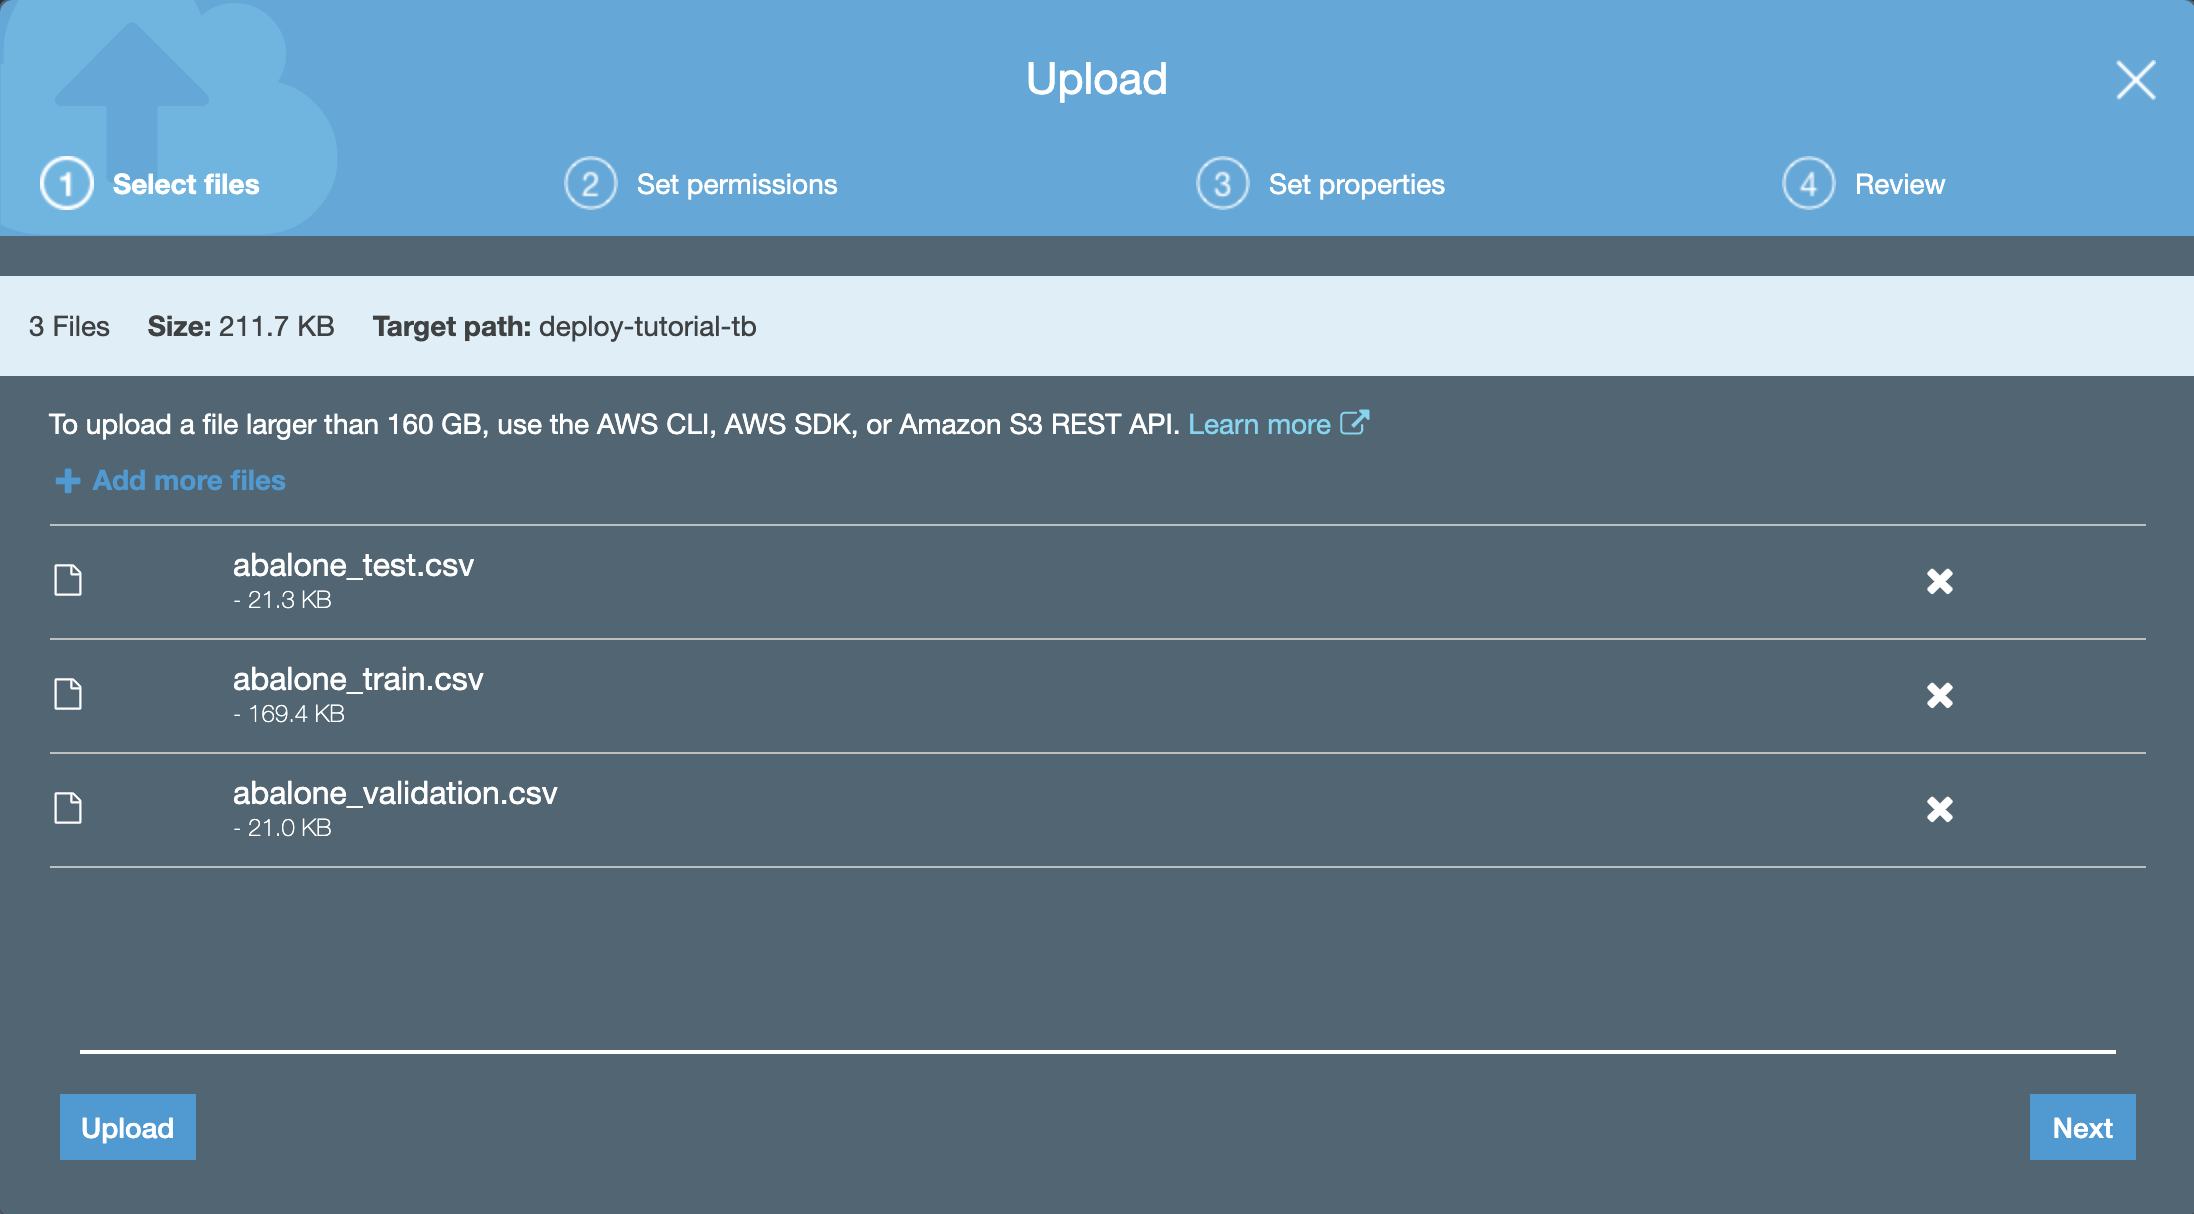 Upload
1 Select files 2 Set permissions 3 Set properties 4 Review
3 Files Size: 211.7 KB Target path: deploy-tutorial-tb
To upload a file larger than 160 GB, use the AWS CLI, AWS SDK, or Amazon S3 REST API. Learn more
Add more files
abalone_test.csv
- 21.3 KB
abalone_train.csv
- 169.4 KB
abalone_validation.csv
- 21.0 KB
Upload Next